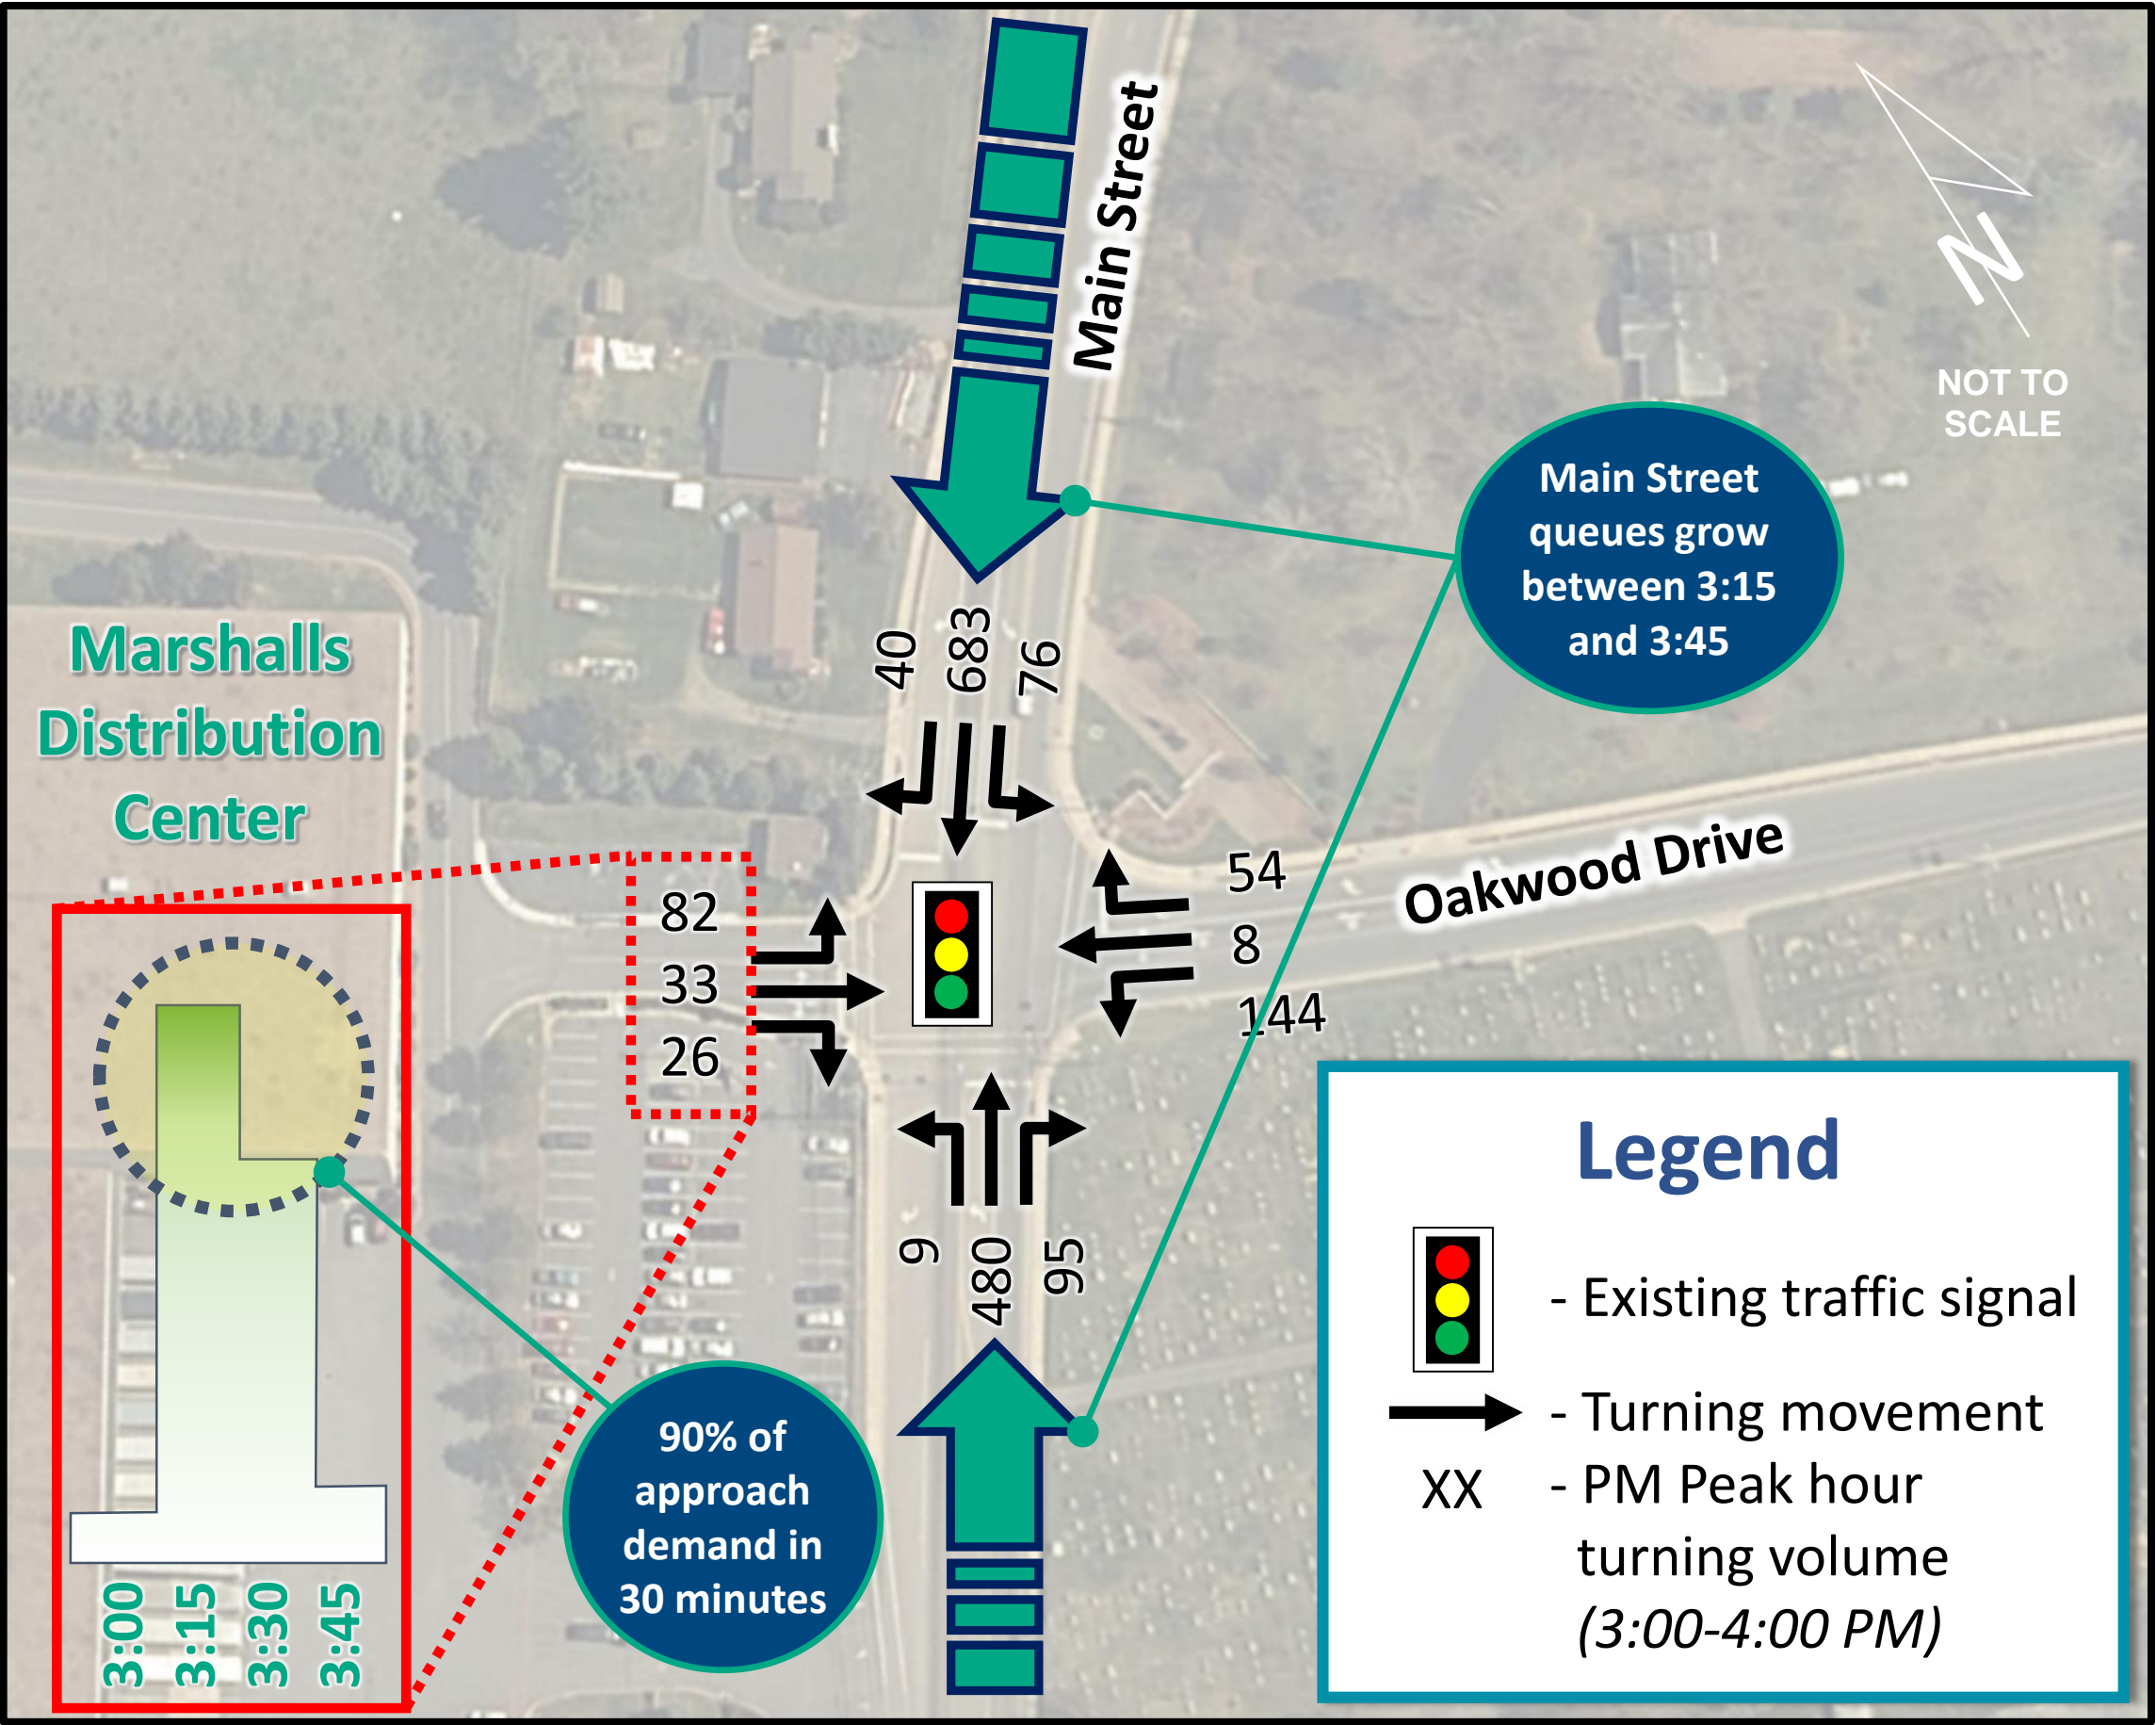 Main Street
N
NOT TO
SCALE
Main Street
queues grow
between 3:15
and 3:45
Marshalls
Distribution
Center
40
683
76
82
33
26
54
8
144
Oakwood Drive
9
480
95
3:00
3:15
3:30
3:45
90% of
approach
demand in
30 minutes
Legend
- Existing traffic signal
- Turning movement
XX - PM Peak hour
turning volume
(3:00-4:00 PM)